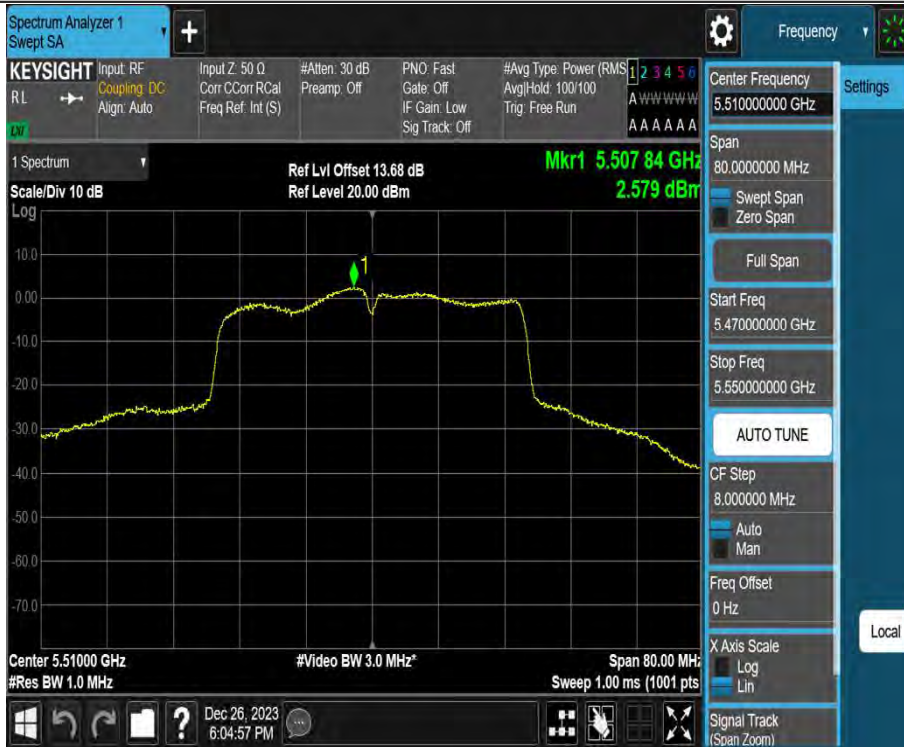 Spectrum Analyzer 1
Swept SA
+
Frequency
KEYSIGHT
RL
LXI
Input: RF
Coupling: DC
Align: Auto
Input Z: 50 Ω
Corr CCorr RCal
Freq Ref: Int (S)
#Atten: 30 dB
Preamp: Off
PNO: Fast
Gate: Off
IF Gain: Low
Sig Track: Off
#Avg Type: Power (RMS
Avg|Hold: 100/100
Trig: Free Run
1 2 3 4 5 6
A W W W W W
A A A A A A
1 Spectrum
Scale/Div 10 dB
Ref Lvl Offset 13.68 dB
Ref Level 20.00 dBm
Mkr1 5.507 84 GHz
2.579 dBm
Log
1
10.0
0.00
-10.0
-20.0
-30.0
-40.0
-50.0
-60.0
-70.0
Center 5.51000 GHz
#Res BW 1.0 MHz
#Video BW 3.0 MHz*
Span 80.00 MHz
Sweep 1.00 ms (1001 pts
?
Dec 26, 2023
6:04:57 PM
Center Frequency
5.510000000 GHz
Span
80.0000000 MHz
Swept Span
Zero Span
Full Span
Start Freq
5.470000000 GHz
Stop Freq
5.550000000 GHz
AUTO TUNE
CF Step
8.000000 MHz
Auto
Man
Freq Offset
0 Hz
X Axis Scale
Log
Lin
Signal Track
(Span Zoom)
Settings
Local